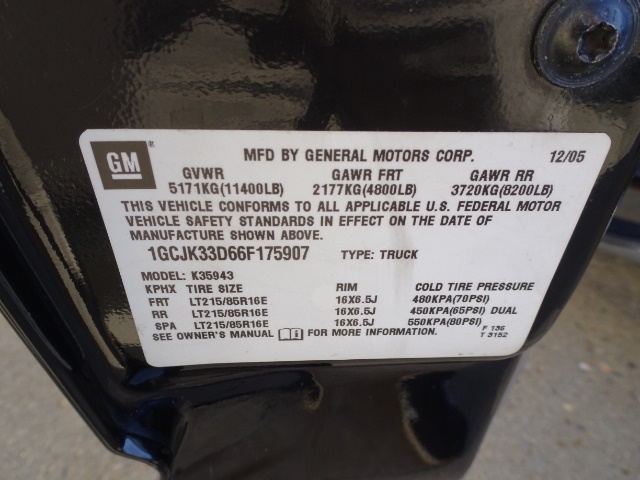 GM ®
MFD BY GENERAL MOTORS CORP. 12/05
GVWR GAWR FRT GAWR RR
5171KG(11400LB) 2177KG(4800LB) 3720KG(8200LB)
THIS VEHICLE CONFORMS TO ALL APPLICABLE U.S. FEDERAL MOTOR
VEHICLE SAFETY STANDARDS IN EFFECT ON THE DATE OF
MANUFACTURE SHOWN ABOVE.
1GCJK33D66F175907 TYPE: TRUCK
MODEL: K35943
KPHX TIRE SIZE RIM COLD TIRE PRESSURE
FRT LT215/85R16E 16X6.5J 480KPA(70PSI)
RR LT215/85R16E 16X6.5J 450KPA(65PSI) DUAL
SPA LT215/85R16E 16X6.5J 550KPA(80PSI)
SEE OWNER'S MANUAL FOR MORE INFORMATION. F 136
T 3152